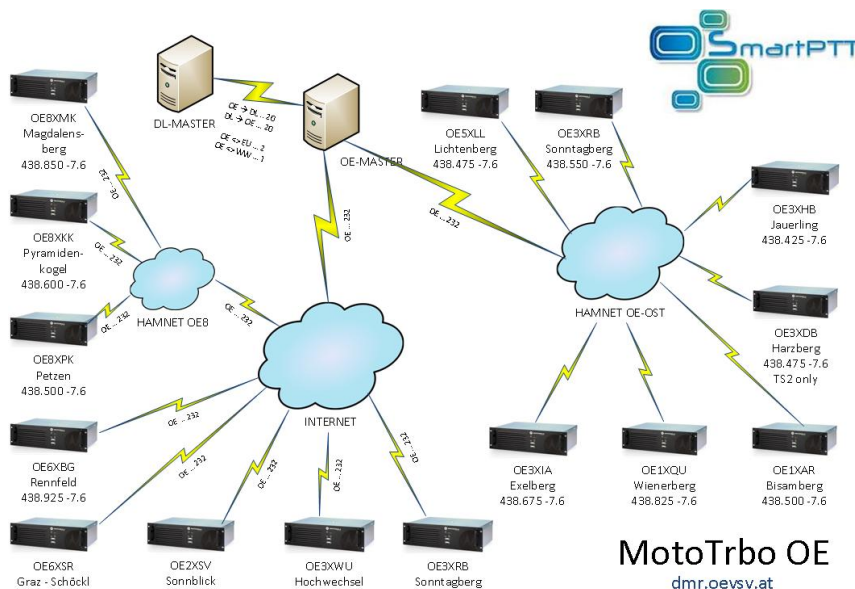 SmartPTT
OE8XMK
Magdalens-
berg
438.850 -7.6
OE ... 232
OE8XKK
Pyramiden-
kogel
438.600 -7.6
OE ... 232
OE8XPK
Petzen
438.500 -7.6
OE ... 232
HAMNET OE8
OE ... 232
DL-MASTER
OE → DL ... 20
DL → OE ... 20
OE <> EU ... 2
OE <> WW ... 1
OE-MASTER
OE ... 232
OE ... 232
OE5XLL
Lichtenberg
438.475 -7.6
OE3XRB
Sonntagberg
438.550 -7.6
OE3XHB
Jauerling
438.425 -7.6
HAMNET OE-OST
OE3XDB
Harzberg
438.475 -7.6
TS2 only
INTERNET
OE6XBG
Rennfeld
438.925 -7.6
OE ... 232
OE ... 232
OE ... 232
OE ... 232
OE ... 232
OE3XIA
Exelberg
438.675 -7.6
OE1XQU
Wienerberg
438.825 -7.6
OE1XAR
Bisamberg
438.500 -7.6
OE6XSR
Graz - Schöckl
OE2XSV
Sonnblick
OE3XWU
Hochwechsel
OE3XRB
Sonntagberg
MotoTrbo OE
dmr.oevsv.at